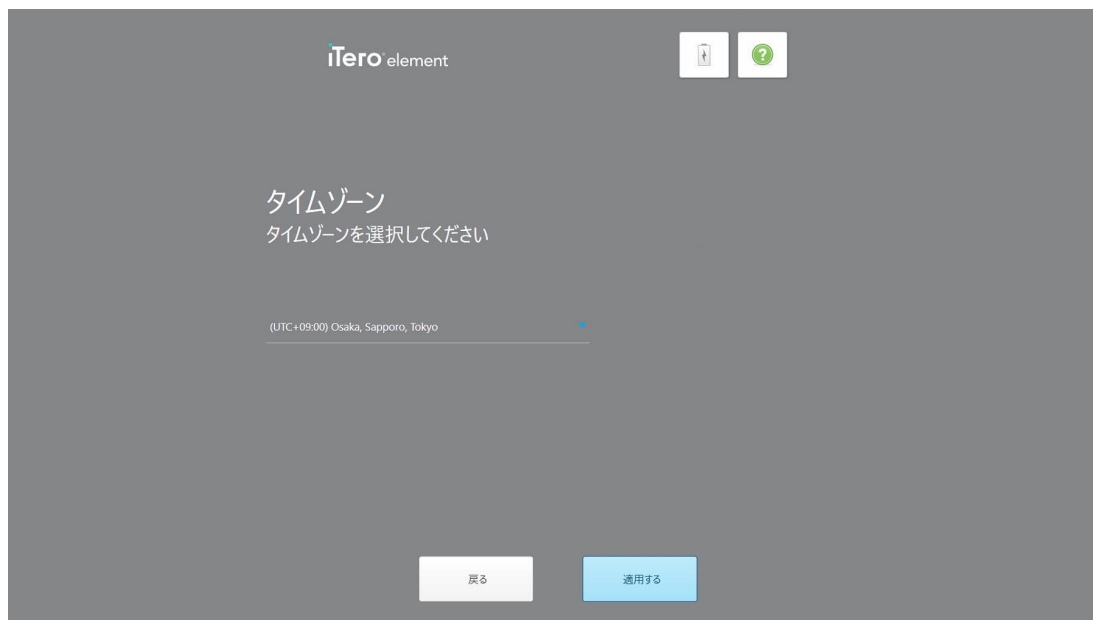 iTero element
?
タイムゾーン
タイムゾーンを選択してください
(UTC+09:00) Osaka, Sapporo, Tokyo
戻る
適用する